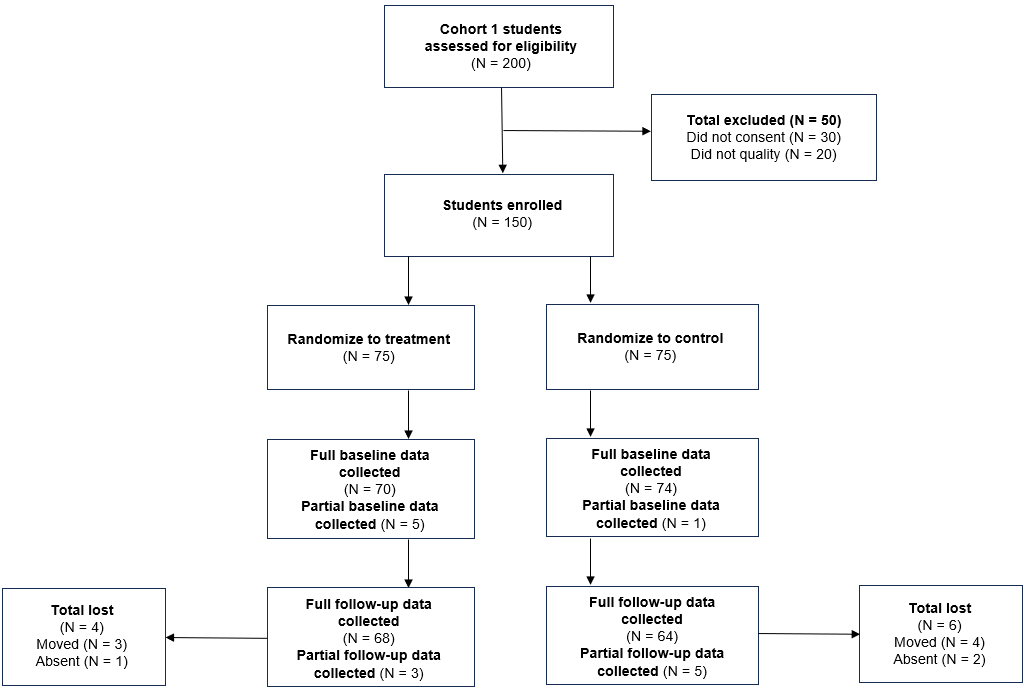 Cohort 1 students
assessed for eligibility
(N = 200)
Total excluded (N = 50)
Did not consent (N = 30)
Did not quality (N = 20)
Students enrolled
(N = 150)
Randomize to treatment
(N = 75)
Randomize to control
(N = 75)
Full baseline data
collected
(N = 70)
Partial baseline data
collected (N = 5)
Full baseline data
collected
(N = 74)
Partial baseline data
collected (N = 1)
Total lost
(N = 4)
Moved (N = 3)
Absent (N = 1)
Full follow-up data
collected
(N = 68)
Partial follow-up data
collected (N = 3)
Full follow-up data
collected
(N = 64)
Partial follow-up data
collected (N = 5)
Total lost
(N = 6)
Moved (N = 4)
Absent (N = 2)